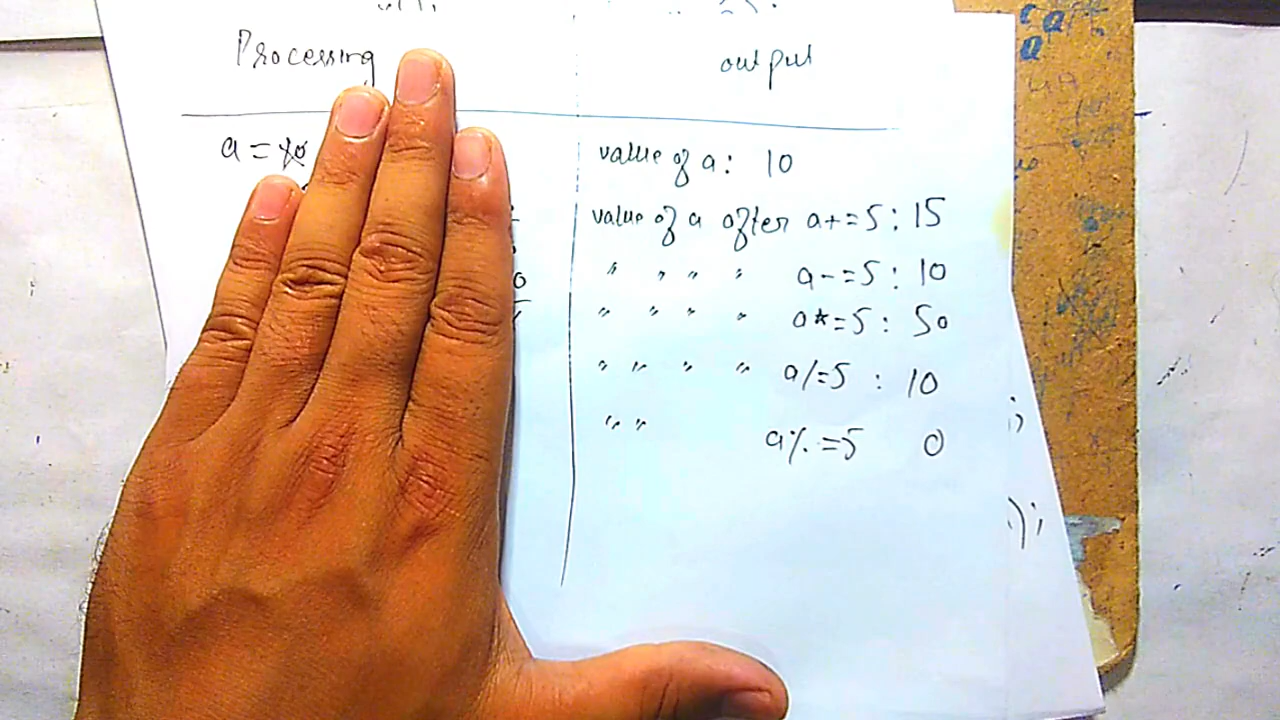 Processing
output
a = 10
value of a: 10
value of a after a+=5: 15
" " " " a-=5: 10
" " " " a*=5: 50
" " " " a/=5: 10
" " a%=5 0